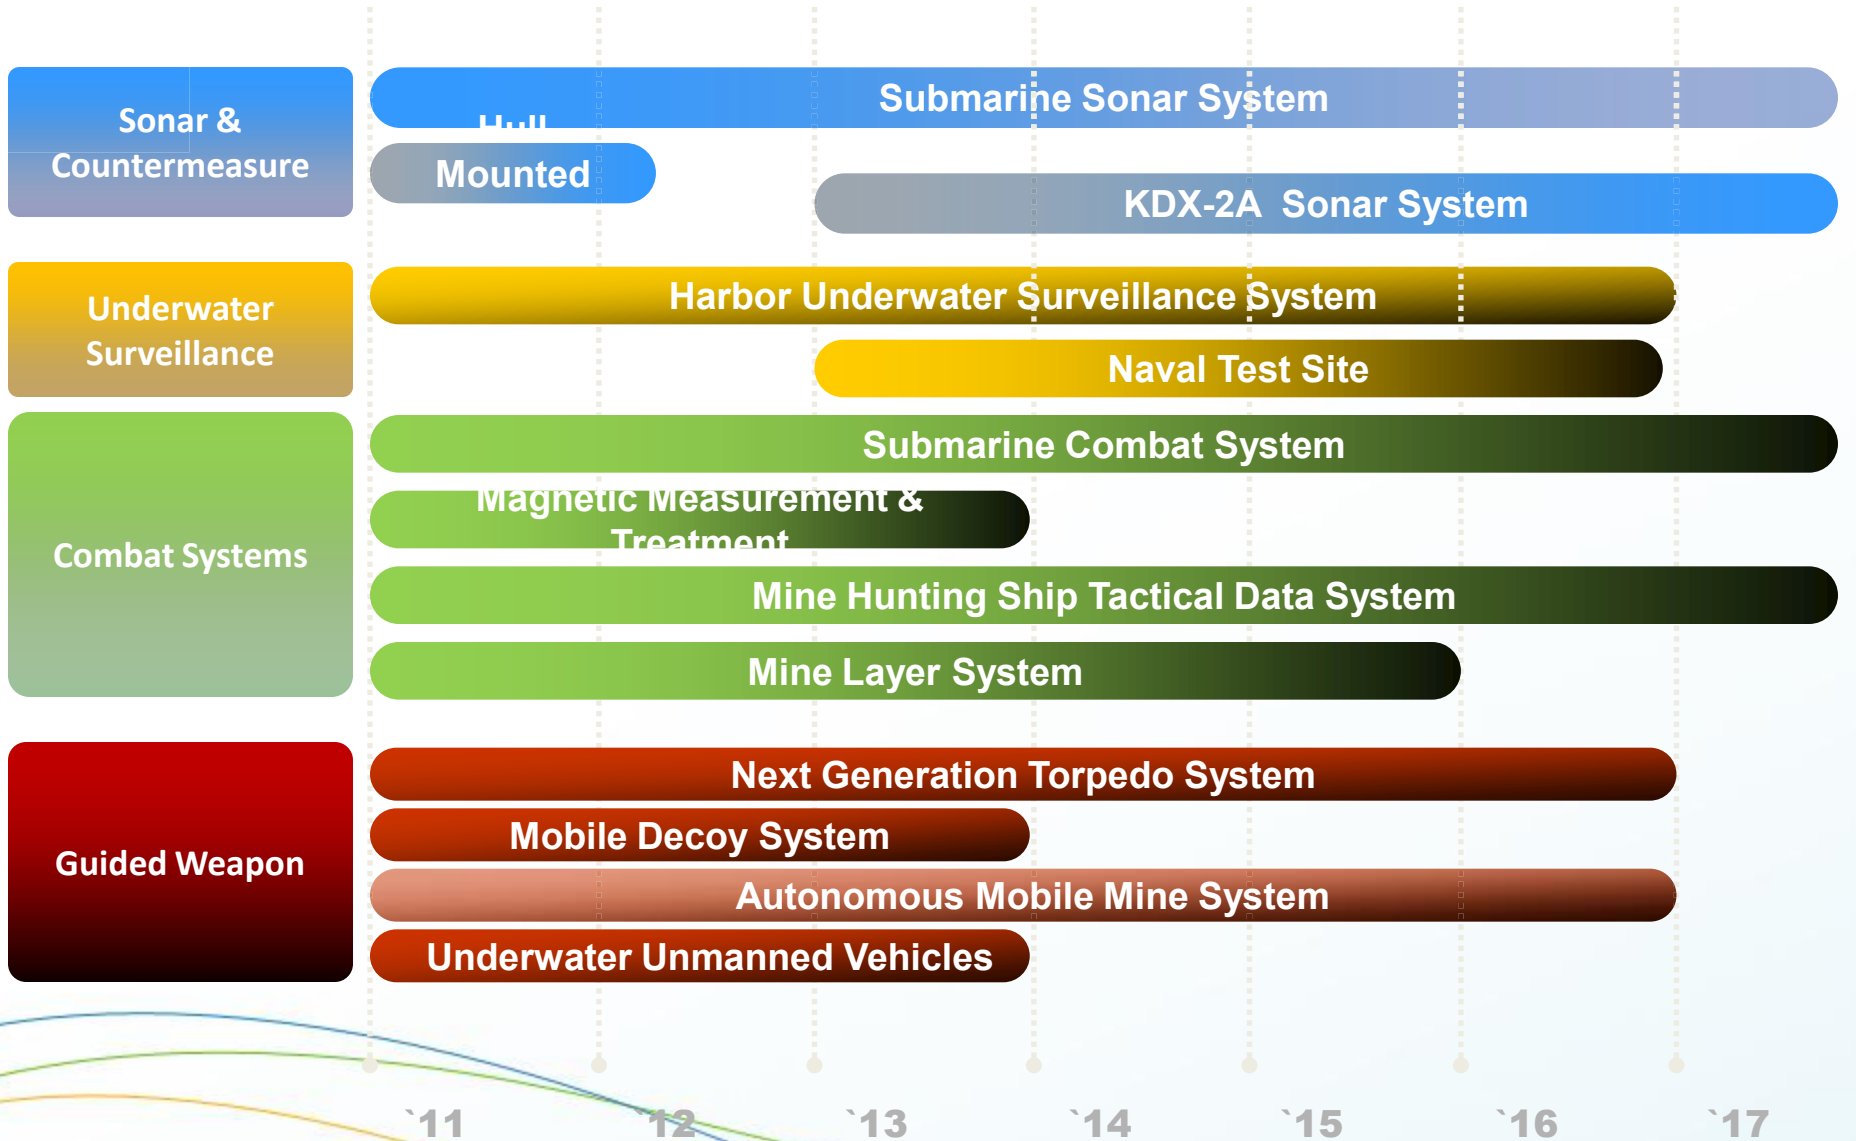 Sonar &
Countermeasure
Submarine Sonar System
Hull
Mounted
KDX-2A  Sonar System
Underwater
Surveillance
Harbor Underwater Surveillance System
Naval Test Site
Combat Systems
Submarine Combat System
Magnetic Measurement &
Treatment
Mine Hunting Ship Tactical Data System
Mine Layer System
Guided Weapon
Next Generation Torpedo System
Mobile Decoy System
Autonomous Mobile Mine System
Underwater Unmanned Vehicles
`11 `12 `13 `14 `15 `16 `17